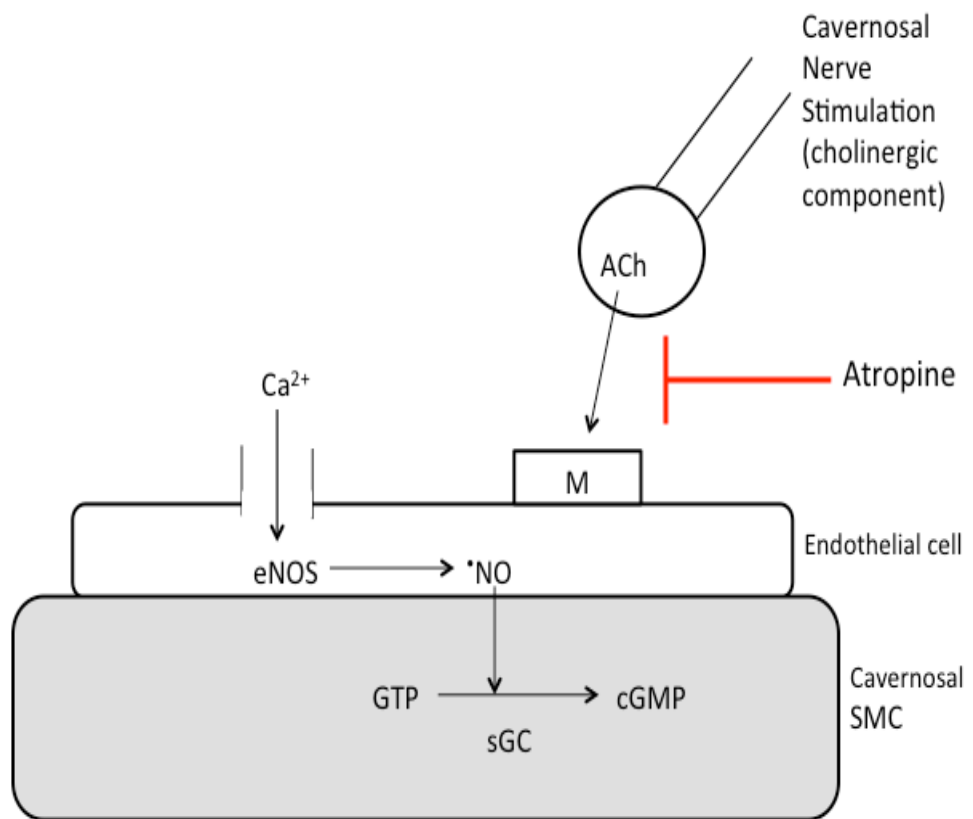 Cavernosal
Nerve
Stimulation
(cholinergic
component)
ACh
Atropine
Ca²⁺
M
Endothelial cell
eNOS
•NO
Cavernosal
SMC
GTP
cGMP
sGC